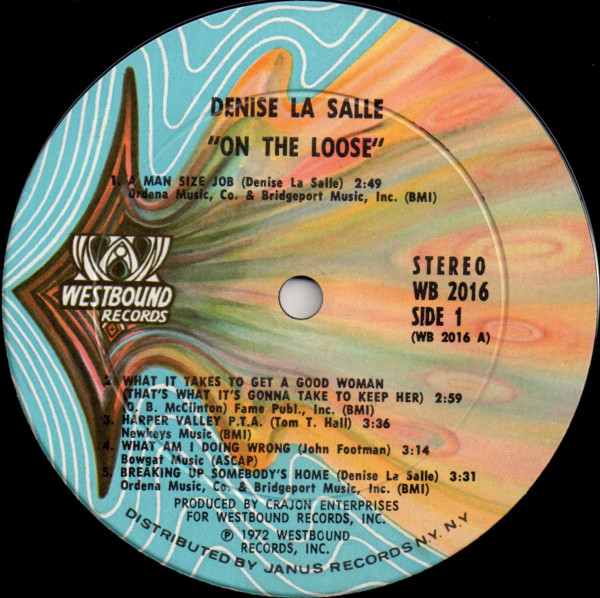 DENISE LA SALLE
"ON THE LOOSE"
1. A MAN SIZE JOB (Denise La Salle) 2:49
Ordena Music, Co. & Bridgeport Music, Inc. (BMI)
WESTBOUND
RECORDS
STEREO
WB 2016
SIDE 1
(WB 2016 A)
2. WHAT IT TAKES TO GET A GOOD WOMAN
(THAT'S WHAT IT'S GONNA TAKE TO KEEP HER) 2:59
(O. B. McClinton) Fame Publ., Inc. (BMI)
3. HARPER VALLEY P.T.A. (Tom T. Hall) 3:36
Newkeys Music (BMI)
4. WHAT AM I DOING WRONG (John Footman) 3:14
Bowgat Music (ASCAP)
5. BREAKING UP SOMEBODY'S HOME (Denise La Salle) 3:31
Ordena Music, Co. & Bridgeport Music, Inc. (BMI)
PRODUCED BY CRAJON ENTERPRISES
FOR WESTBOUND RECORDS, INC.
℗ 1972 WESTBOUND
RECORDS, INC.
DISTRIBUTED BY JANUS RECORDS N.Y. N.Y